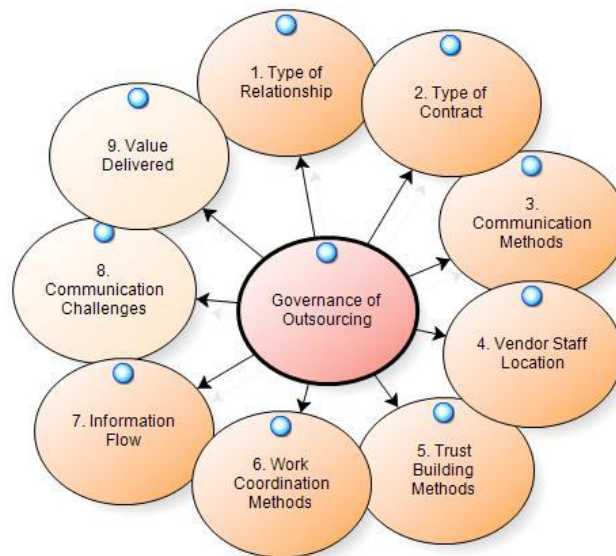 1. Type of
Relationship
2. Type of
Contract
3.
Communication
Methods
4. Vendor Staff
Location
5. Trust
Building
Methods
6. Work
Coordination
Methods
7. Information
Flow
8.
Communication
Challenges
9. Value
Delivered
Governance of
Outsourcing